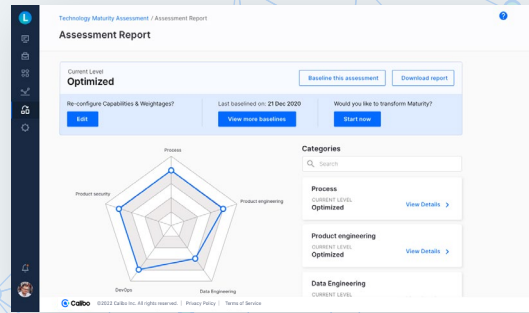 L
Technology Maturity Assessment / Assessment Report
?
Assessment Report
Current Level
Optimized
Baseline this assessment
Download report
Re-configure Capabilities & Weightages?
Edit
Last baselined on: 21 Dec 2020
View more baselines
Would you like to transform Maturity?
Start now
Process
Product security
Product engineering
DevOps
Data Engineering
Categories
Search
Process
CURRENT LEVEL
Optimized
View Details
Product engineering
CURRENT LEVEL
Optimized
View Details
Data Engineering
CURRENT LEVEL
Calibo ©2022 Calibo Inc. All rights reserved. | Privacy Policy | Terms of Service